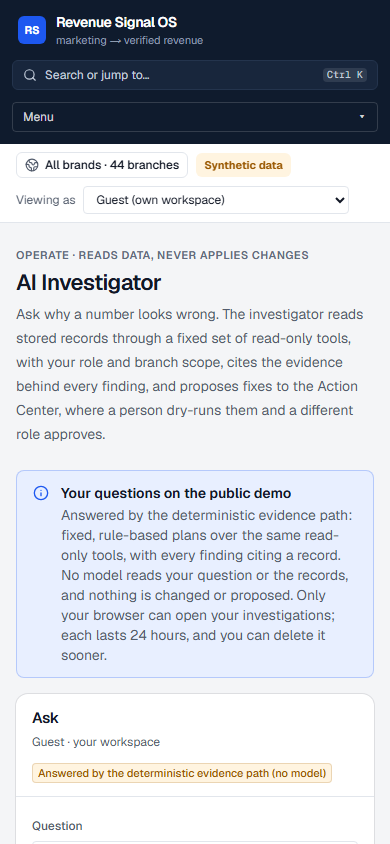 RS
Revenue Signal OS
marketing → verified revenue
Search or jump to... Ctrl K
Menu
All brands · 44 branches Synthetic data
Viewing as Guest (own workspace)
OPERATE · READS DATA, NEVER APPLIES CHANGES
AI Investigator
Ask why a number looks wrong. The investigator reads
stored records through a fixed set of read-only tools,
with your role and branch scope, cites the evidence
behind every finding, and proposes fixes to the Action
Center, where a person dry-runs them and a different
role approves.
Your questions on the public demo
Answered by the deterministic evidence path:
fixed, rule-based plans over the same read-
only tools, with every finding citing a record.
No model reads your question or the records,
and nothing is changed or proposed. Only
your browser can open your investigations;
each lasts 24 hours, and you can delete it
sooner.
Ask
Guest · your workspace
Answered by the deterministic evidence path (no model)
Question